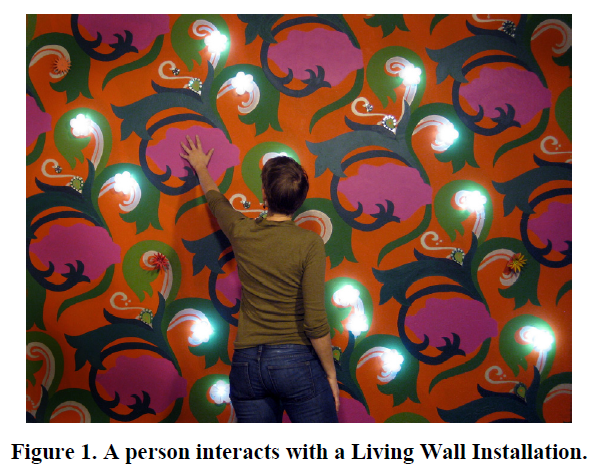 Figure 1. A person interacts with a Living Wall Installation.